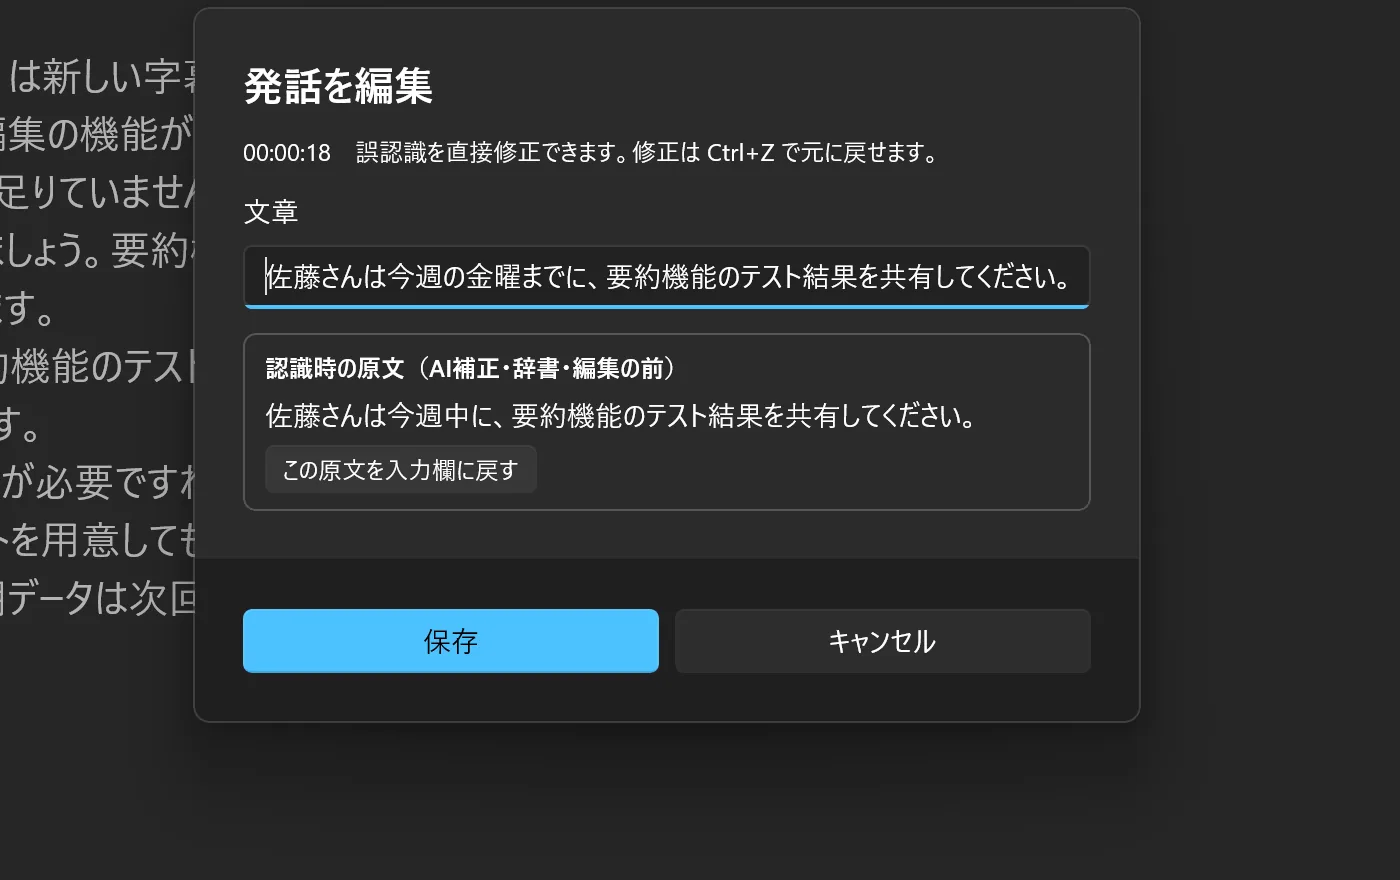 は新しい字
編集の機能が
足りていません
ましょう。要約
ます。
約機能のテスト
す。
が必要ですね
トを用意しても
データは次回
発話を編集
00:00:18 誤認識を直接修正できます。修正は Ctrl+Z で元に戻せます。
文章
佐藤さんは今週の金曜までに、要約機能のテスト結果を共有してください。
認識時の原文（AI補正・辞書・編集の前）
佐藤さんは今週中に、要約機能のテスト結果を共有してください。
この原文を入力欄に戻す
保存
キャンセル